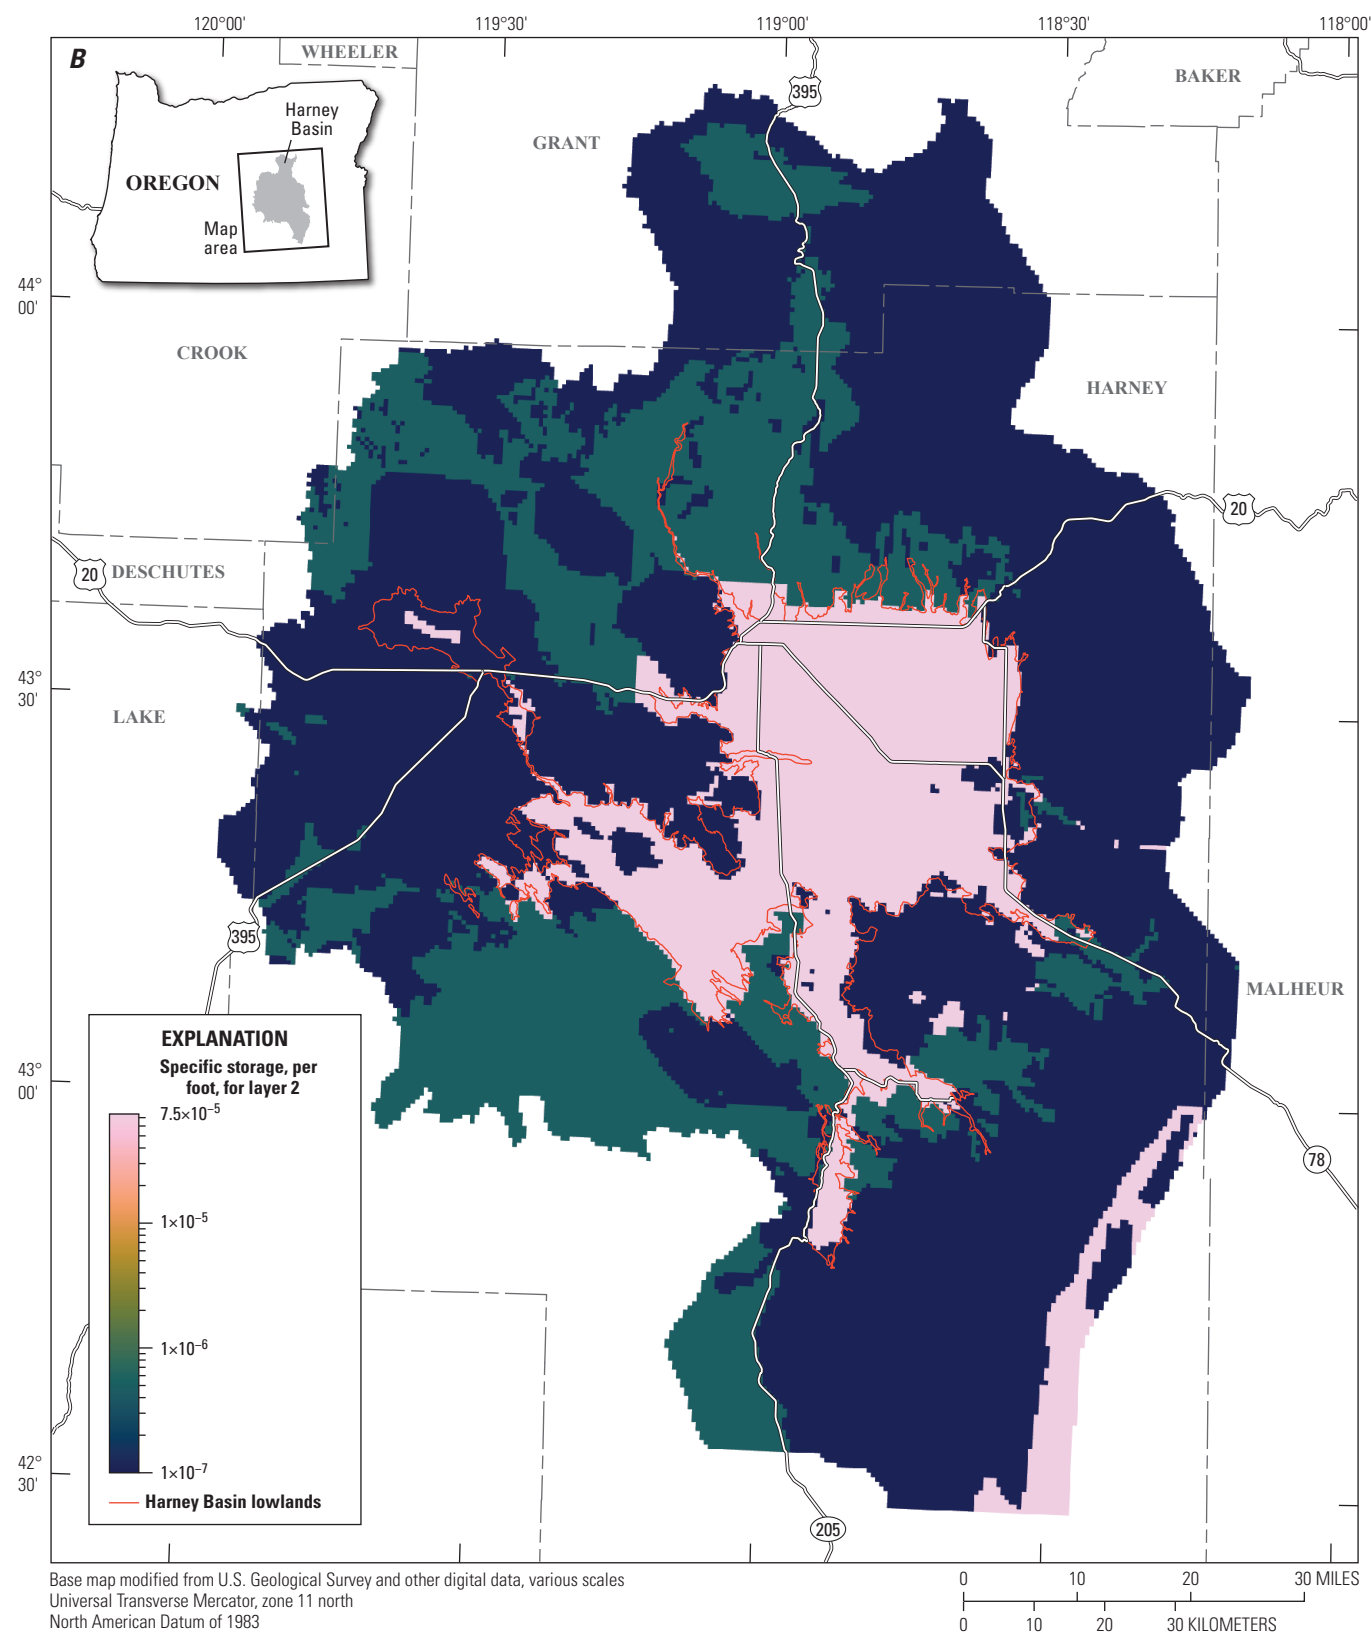 120°00'
119°30'
119°00'
118°30'
118°00'
B
WHEELER
BAKER
395
Harney
Basin
GRANT
OREGON
Map
area
44°
00'
CROOK
HARNEY
20
20
DESCHUTES
43°
30'
LAKE
395
MALHEUR
EXPLANATION
Specific storage, per
foot, for layer 2
43°
00'
7.5×10⁻⁵
78
1×10⁻⁵
1×10⁻⁶
42°
30'
1×10⁻⁷
Harney Basin lowlands
205
Base map modified from U.S. Geological Survey and other digital data, various scales
Universal Transverse Mercator, zone 11 north
North American Datum of 1983
0 10 20 30 MILES
0 10 20 30 KILOMETERS